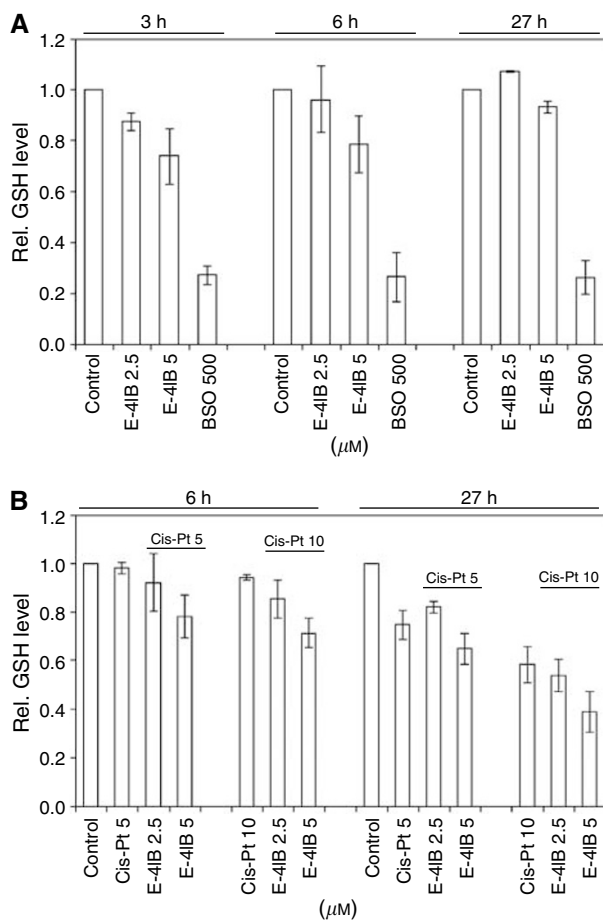 A
3 h 6 h 27 h
Rel. GSH level
1.2
1.0
0.8
0.6
0.4
0.2
0.0
Control E-4IB 2.5 E-4IB 5 BSO 500 Control E-4IB 2.5 E-4IB 5 BSO 500 Control E-4IB 2.5 E-4IB 5 BSO 500
(μM)
B
6 h 27 h
Rel. GSH level
1.2
1.0
0.8
0.6
0.4
0.2
0.0
Cis-Pt 5 Cis-Pt 10 Cis-Pt 5 Cis-Pt 10
Control Cis-Pt 5 E-4IB 2.5 E-4IB 5 Cis-Pt 10 E-4IB 2.5 E-4IB 5 Control Cis-Pt 5 E-4IB 2.5 E-4IB 5 Cis-Pt 10 E-4IB 2.5 E-4IB 5
(μM)